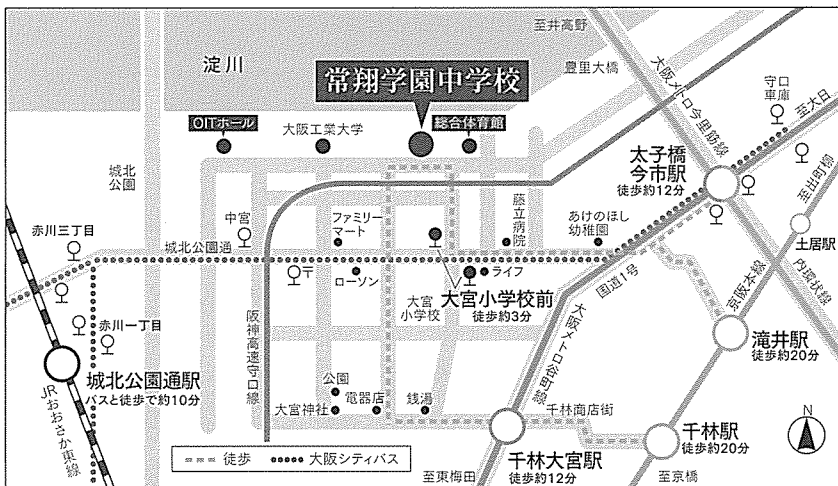 至井高野
淀川
豊里大橋
常翔学園中学校
大阪メトロ今里筋線
守口
車庫
至大日
OITホール
大阪工業大学
総合体育館
太子橋
今市駅
徒歩約12分
至出町柳
城北
公園
藤立病院
中宮
ファミリー
マート
あけのほし
幼稚園
土居駅
赤川三丁目
城北公園通
〒
ローソン
ライフ
国道1号
京阪本線
内環状線
大宮
小学校
大宮小学校前
徒歩約3分
赤川一丁目
阪神高速守口線
大阪メトロ谷町線
滝井駅
徒歩約20分
城北公園通駅
バスと徒歩で約10分
JRおおさか東線
公園
大宮神社
電器店
銭湯
千林商店街
N
千林駅
徒歩約20分
千林大宮駅
徒歩約12分
徒歩
大阪シティバス
至東梅田
至京橋